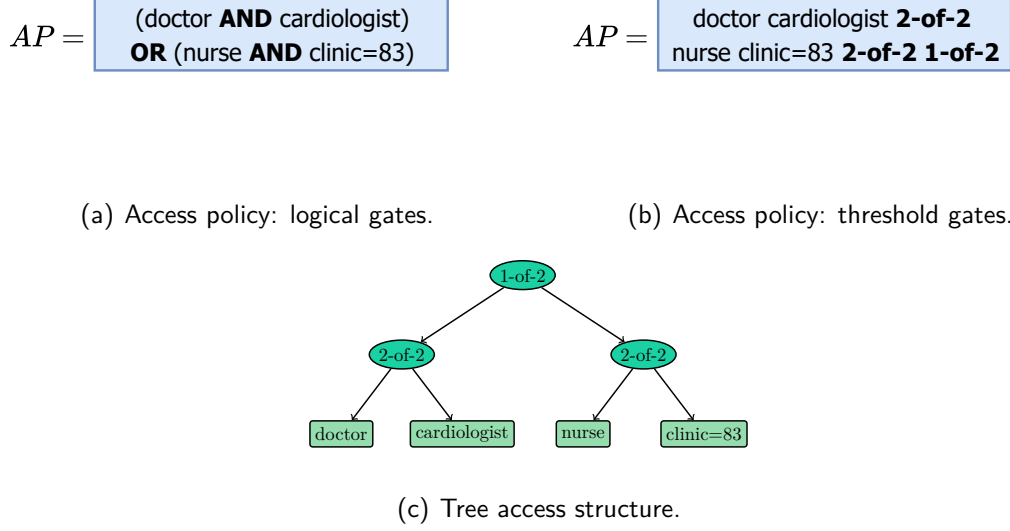 AP = (doctor AND cardiologist)
OR (nurse AND clinic=83)
AP = doctor cardiologist 2-of-2
nurse clinic=83 2-of-2 1-of-2
(a) Access policy: logical gates.
(b) Access policy: threshold gates.
1-of-2
2-of-2 2-of-2
doctor cardiologist nurse clinic=83
(c) Tree access structure.